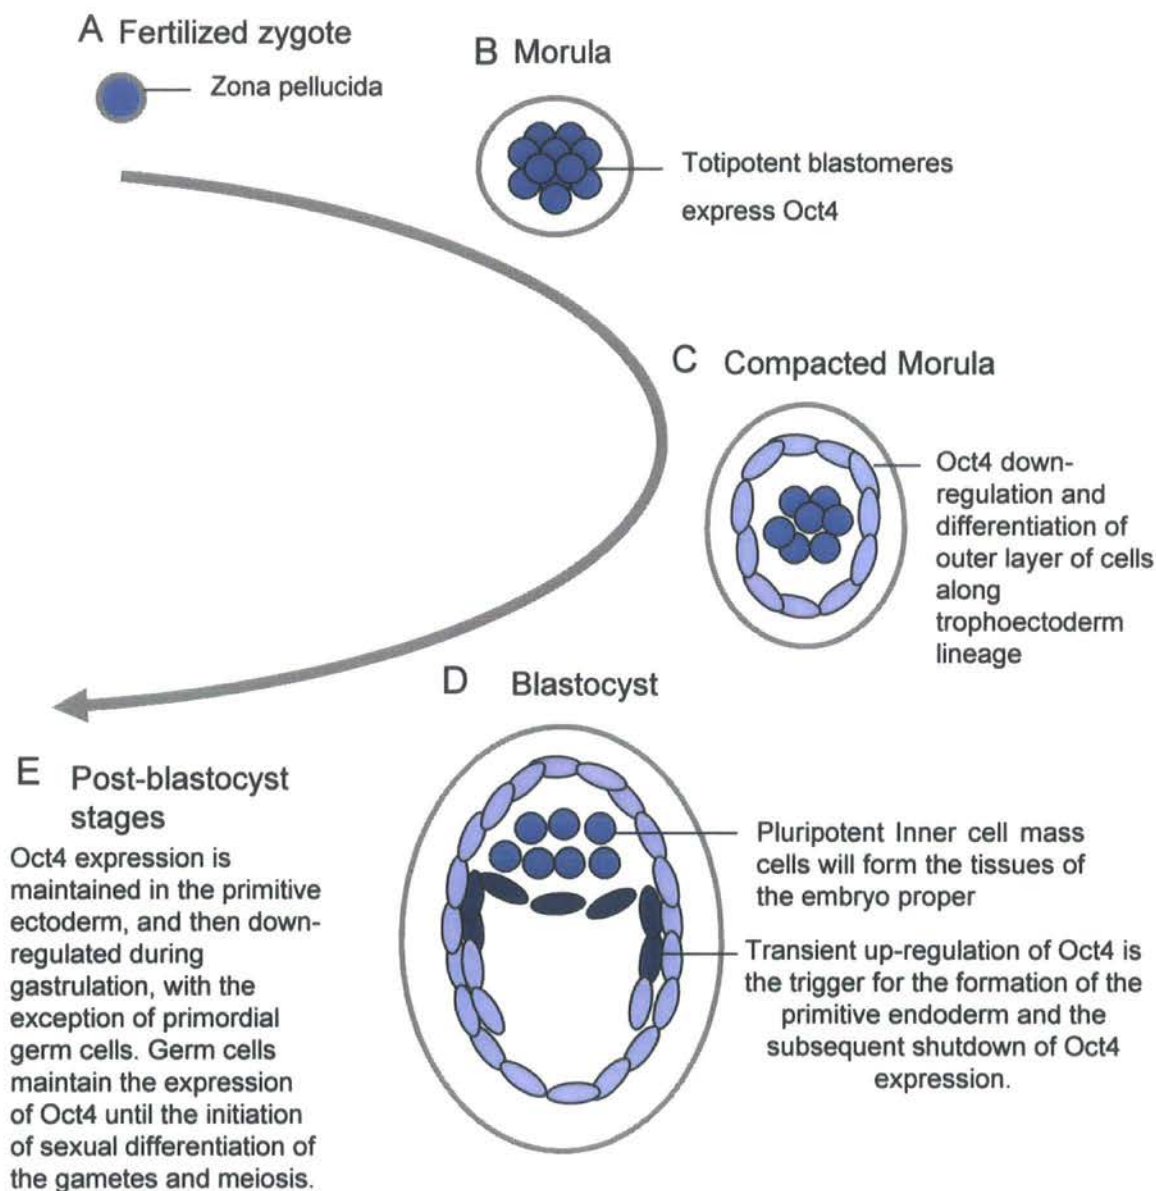 A Fertilized zygote
Zona pellucida
B Morula
Totipotent blastomeres
express Oct4
C Compacted Morula
Oct4 down-
regulation and
differentiation of
outer layer of cells
along
trophoectoderm
lineage
D Blastocyst
Pluripotent Inner cell mass
cells will form the tissues of
the embryo proper
Transient up-regulation of Oct4 is
the trigger for the formation of the
primitive endoderm and the
subsequent shutdown of Oct4
expression.
E Post-blastocyst
stages
Oct4 expression is
maintained in the primitive
ectoderm, and then down-
regulated during
gastrulation, with the
exception of primordial
germ cells. Germ cells
maintain the expression
of Oct4 until the initiation
of sexual differentiation of
the gametes and meiosis.